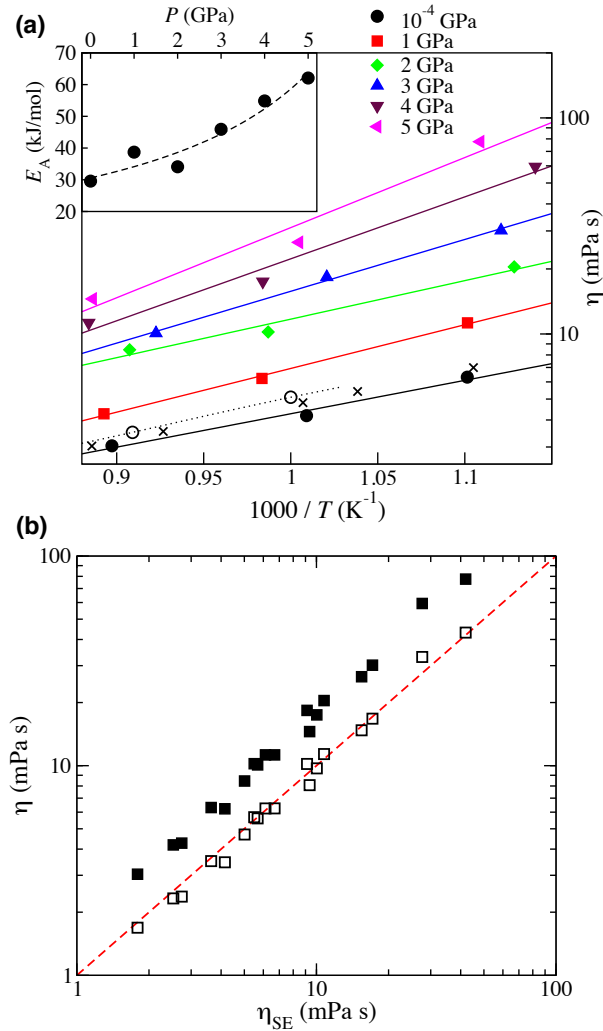 (a)
P (GPa)
0 1 2 3 4 5
70
60
50
40
30
20
E_A (kJ/mol)
10^-4 GPa
1 GPa
2 GPa
3 GPa
4 GPa
5 GPa
100
10
η (mPa s)
0.9 0.95 1 1.05 1.1
1000 / T (K^-1)
(b)
100
10
1
η (mPa s)
1 10 100
η_SE (mPa s)